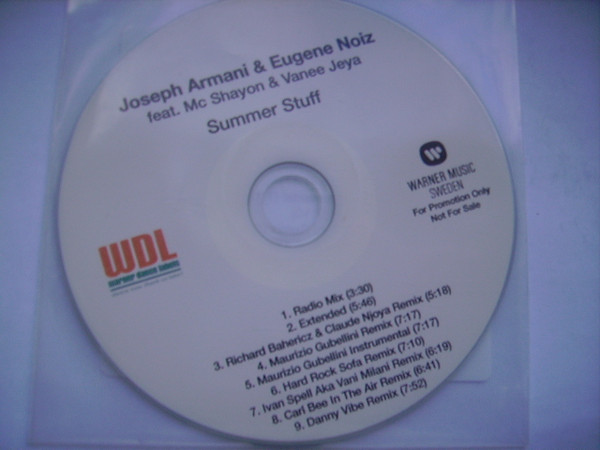 Joseph Armani & Eugene Noiz
feat. Mc Shayon & Vanee Jeya
Summer Stuff
WARNER MUSIC
SWEDEN
For Promotion Only
Not For Sale
WDL
warner dance labels
1. Radio Mix (3:30)
2. Extended (5:46)
3. Richard Bahericz & Claude Njoya Remix (5:18)
4. Maurizio Gubellini Remix (7:17)
5. Maurizio Gubellini Instrumental (7:17)
6. Hard Rock Sofa Remix (7:10)
7. Ivan Spell Aka Vani Milani Remix (6:19)
8. Carl Bee In The Air Remix (6:41)
9. Danny Vibe Remix (7:52)